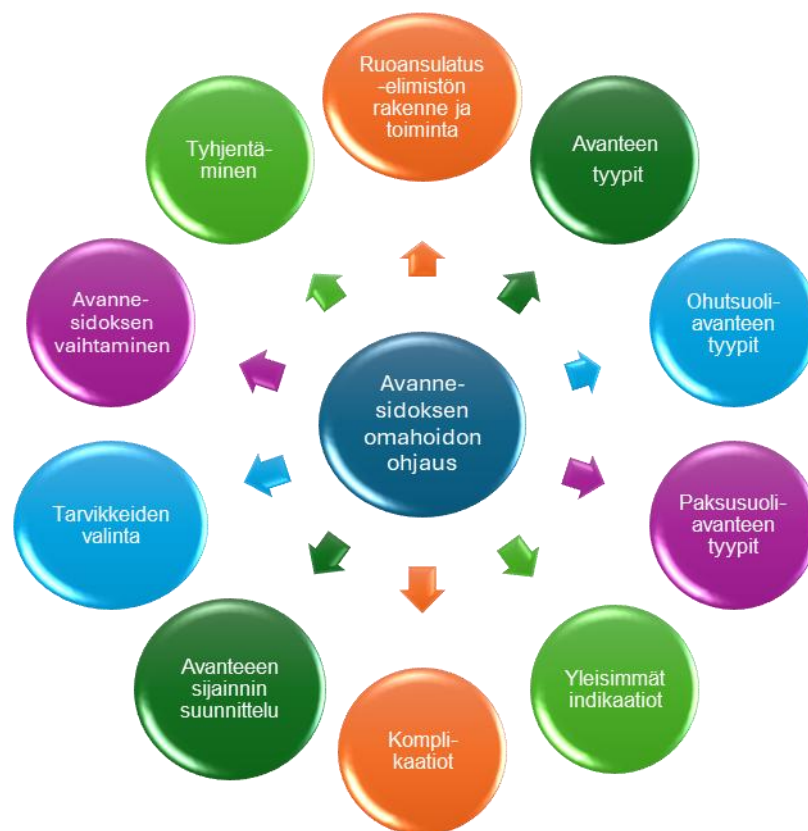 Ruoansulatus
-elimistön
rakenne ja
toiminta
Avanteen
tyypit
Ohutsuoli-
avanteen
tyypit
Paksusuoli-
avanteen
tyypit
Yleisimmät
indikaatiot
Kompli-
kaatiot
Avanteeen
sijainnin
suunnittelu
Tarvikkeiden
valinta
Avanne-
sidoksen
vaihtaminen
Tyhjentä-
minen
Avanne-
sidoksen
omahoidon
ohjaus